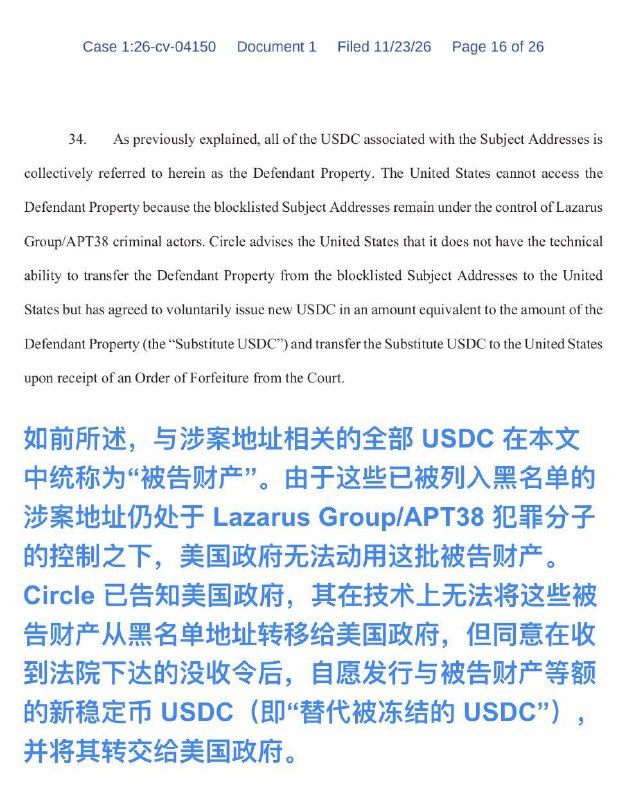 Case 1:26-cv-04150 Document 1 Filed 11/23/26 Page 16 of 26
34. As previously explained, all of the USDC associated with the Subject Addresses is
collectively referred to herein as the Defendant Property. The United States cannot access the
Defendant Property because the blocklisted Subject Addresses remain under the control of Lazarus
Group/APT38 criminal actors. Circle advises the United States that it does not have the technical
ability to transfer the Defendant Property from the blocklisted Subject Addresses to the United
States but has agreed to voluntarily issue new USDC in an amount equivalent to the amount of the
Defendant Property (the “Substitute USDC”) and transfer the Substitute USDC to the United States
upon receipt of an Order of Forfeiture from the Court.
如前所述，与涉案地址相关的全部 USDC 在本文
中统称为“被告财产”。由于这些已被列入黑名单的
涉案地址仍处于 Lazarus Group/APT38 犯罪分子
的控制之下，美国政府无法动用这批被告财产。
Circle 已告知美国政府，其在技术上无法将这些被
告财产从黑名单地址转移给美国政府，但同意在收
到法院下达的没收令后，自愿发行与被告财产等额
的新稳定币 USDC（即“替代被冻结的 USDC”），
并将其转交给美国政府。